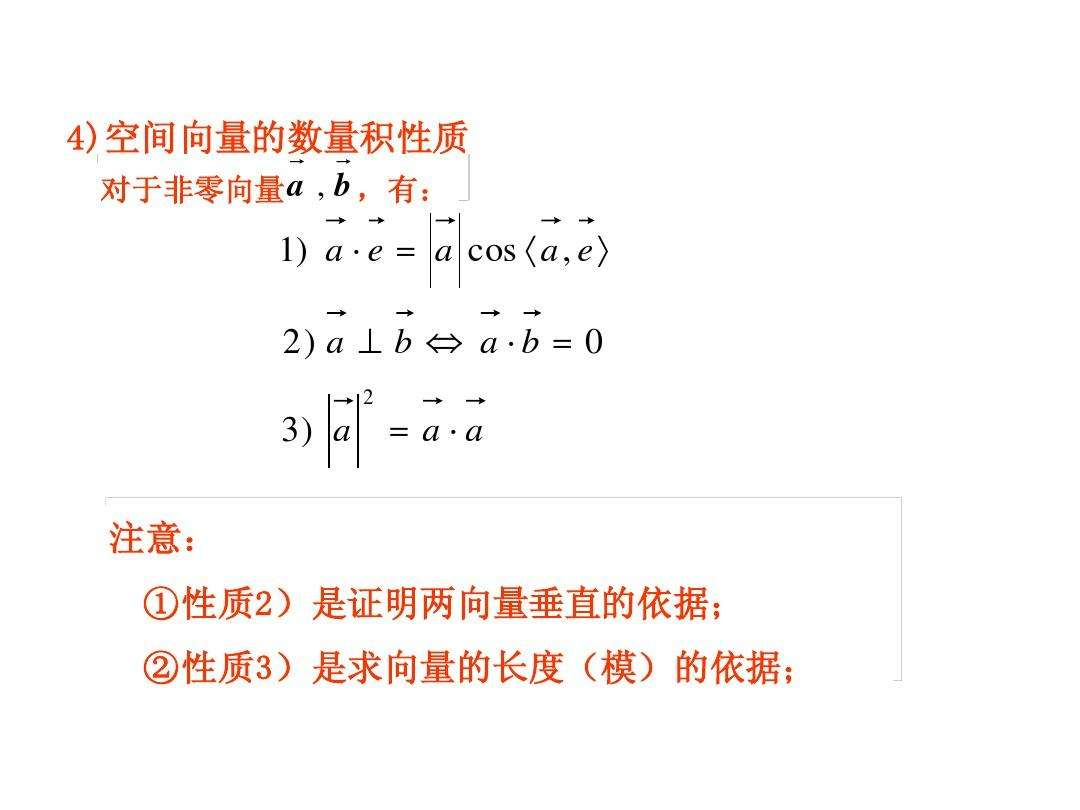 4)空间向量的数量积性质
对于非零向量 $\vec{a}$ , $\vec{b}$ ，有：
1) $\vec{a} \cdot \vec{e} = |\vec{a}| \cos \langle \vec{a}, \vec{e} \rangle$
2) $\vec{a} \perp \vec{b} \Leftrightarrow \vec{a} \cdot \vec{b} = 0$
3) $|\vec{a}|^2 = \vec{a} \cdot \vec{a}$
注意：
①性质2）是证明两向量垂直的依据；
②性质3）是求向量的长度（模）的依据；